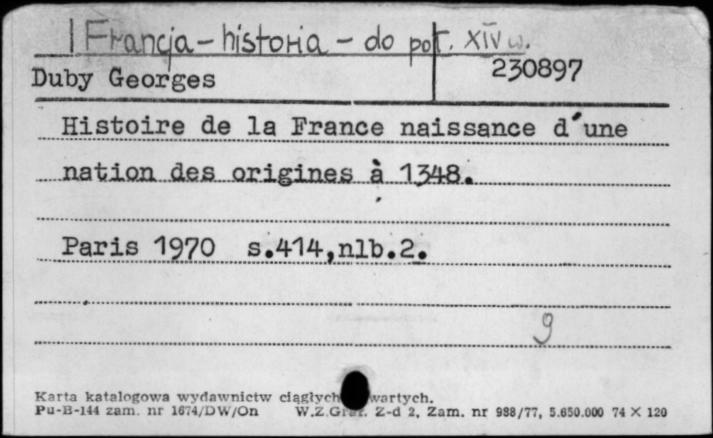 I Francja - historia - do poł. XIV w.
Duby Georges 230897
Histoire de la France naissance d'une
nation des origines à 1348.
Paris 1970 s.414,nlb.2.
9
Karta katalogowa wydawnictw ciągłych wartych.
Pu-B-144 zam. nr 1674/DW/On W.Z.Graf. Z-d 2, Zam. nr 988/77, 5.650.000 74 X 120